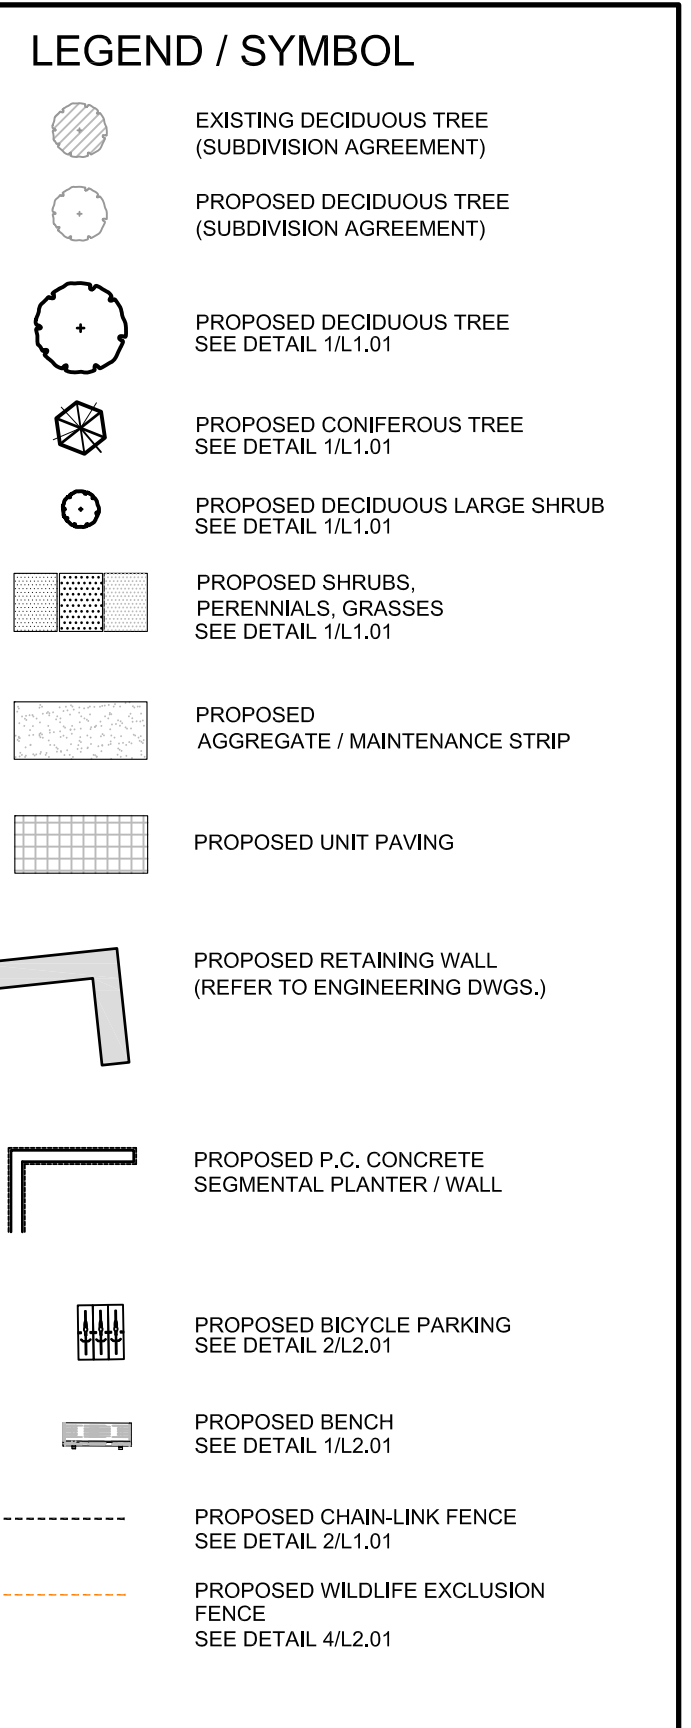 LEGEND / SYMBOL
EXISTING DECIDUOUS TREE
(SUBDIVISION AGREEMENT)
PROPOSED DECIDUOUS TREE
(SUBDIVISION AGREEMENT)
PROPOSED DECIDUOUS TREE
SEE DETAIL 1/L1.01
PROPOSED CONIFEROUS TREE
SEE DETAIL 1/L1.01
PROPOSED DECIDUOUS LARGE SHRUB
SEE DETAIL 1/L1.01
PROPOSED SHRUBS,
PERENNIALS, GRASSES
SEE DETAIL 1/L1.01
PROPOSED
AGGREGATE / MAINTENANCE STRIP
PROPOSED UNIT PAVING
PROPOSED RETAINING WALL
(REFER TO ENGINEERING DWGS.)
PROPOSED P.C. CONCRETE
SEGMENTAL PLANTER / WALL
PROPOSED BICYCLE PARKING
SEE DETAIL 2/L2.01
PROPOSED BENCH
SEE DETAIL 1/L2.01
PROPOSED CHAIN-LINK FENCE
SEE DETAIL 2/L1.01
PROPOSED WILDLIFE EXCLUSION
FENCE
SEE DETAIL 4/L2.01